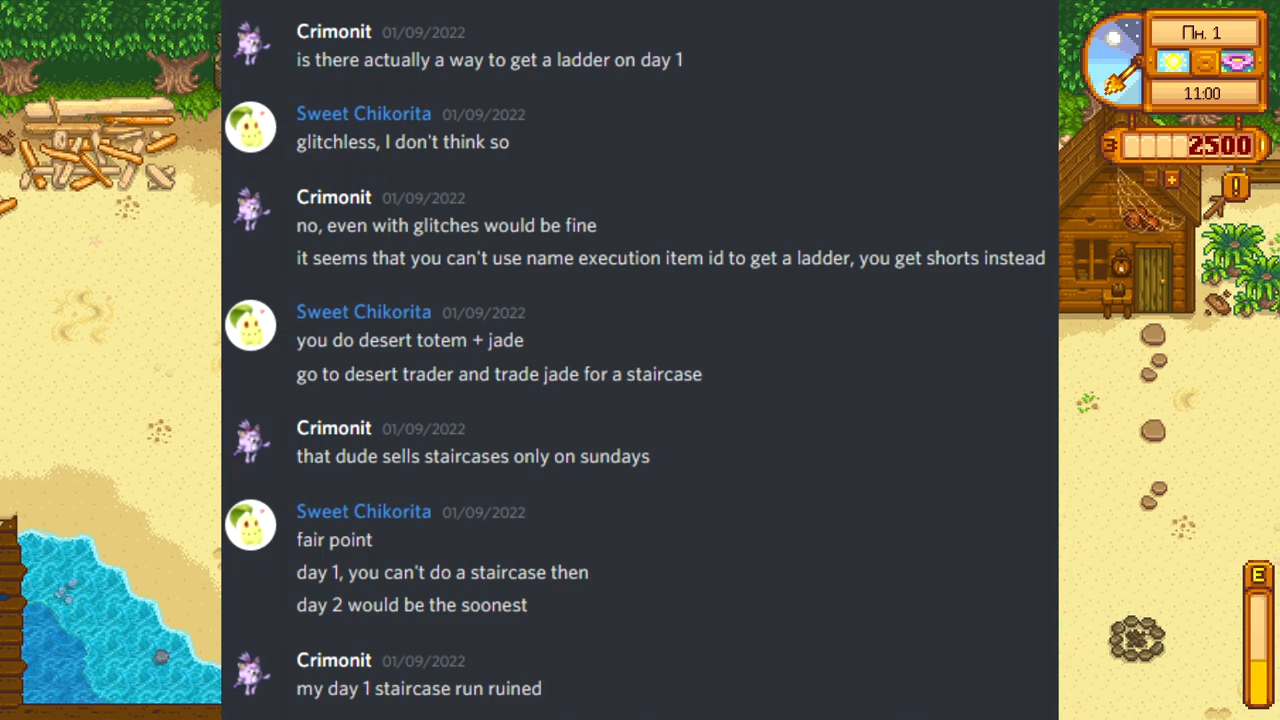 Crimonit 01/09/2022
is there actually a way to get a ladder on day 1
Sweet Chikorita 01/09/2022
glitchless, I don't think so
Crimonit 01/09/2022
no, even with glitches would be fine
it seems that you can't use name execution item id to get a ladder, you get shorts instead
Sweet Chikorita 01/09/2022
you do desert totem + jade
go to desert trader and trade jade for a staircase
Crimonit 01/09/2022
that dude sells staircases only on sundays
Sweet Chikorita 01/09/2022
fair point
day 1, you can't do a staircase then
day 2 would be the soonest
Crimonit 01/09/2022
my day 1 staircase run ruined
Пн. 1
11:00
2500
!
E